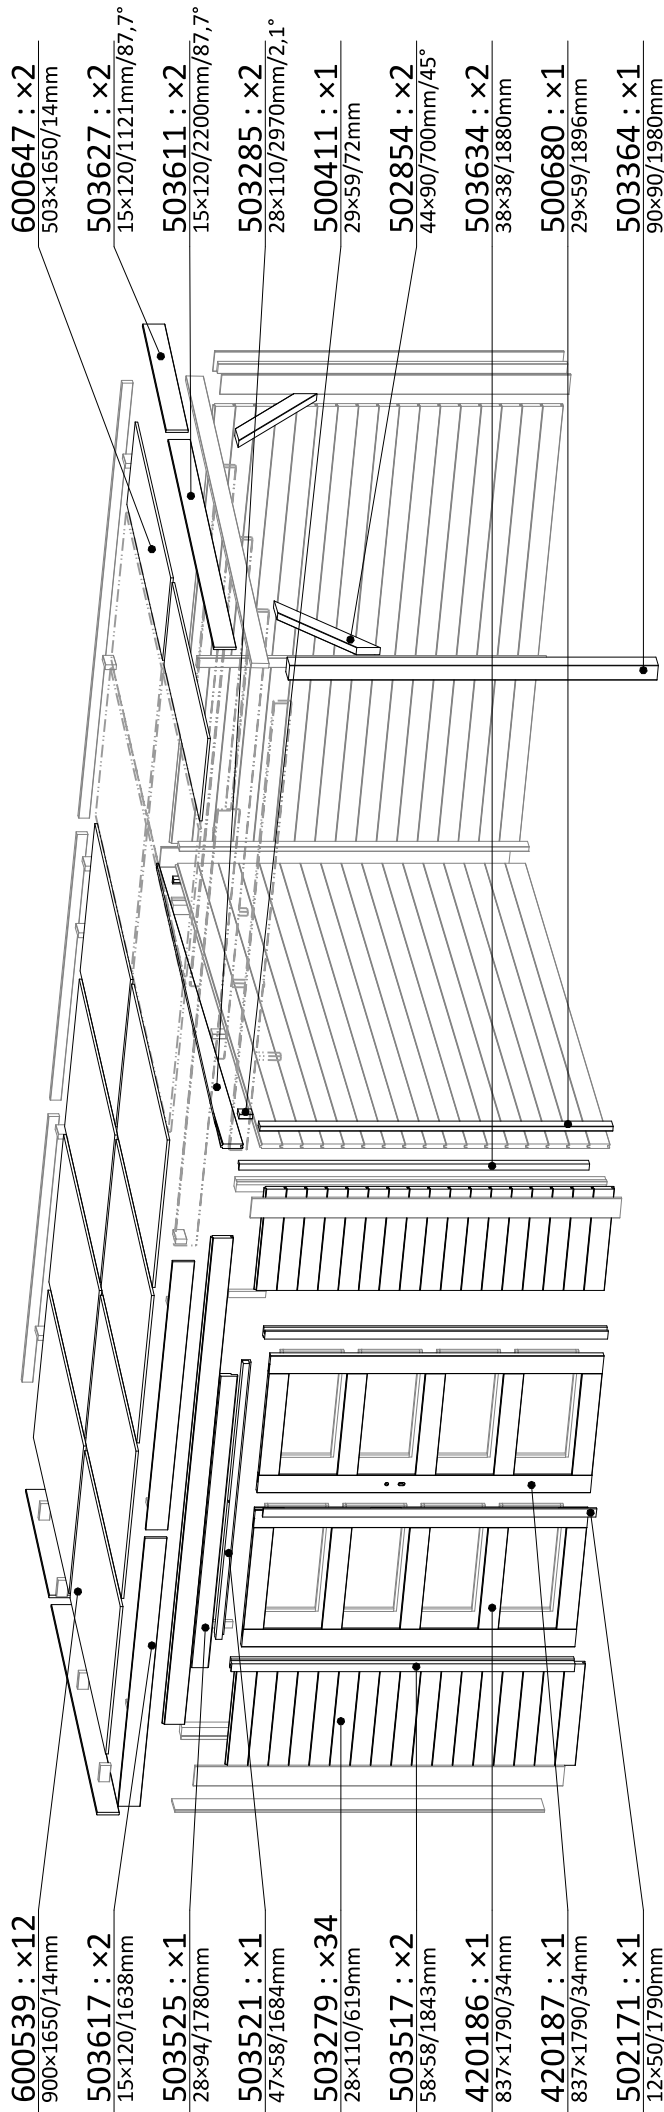 600539 : ×12
900×1650/14mm
503617 : ×2
15×120/1638mm
503525 : ×1
28×94/1780mm
503521 : ×1
47×58/1684mm
503279 : ×34
28×110/619mm
503517 : ×2
58×58/1843mm
420186 : ×1
837×1790/34mm
420187 : ×1
837×1790/34mm
502171 : ×1
12×50/1790mm
600647 : ×2
503×1650/14mm
503627 : ×2
15×120/1121mm/87,7°
503611 : ×2
15×120/2200mm/87,7°
503285 : ×2
28×110/2970mm/2,1°
500411 : ×1
29×59/72mm
502854 : ×2
44×90/700mm/45°
503634 : ×2
38×38/1880mm
500680 : ×1
29×59/1896mm
503364 : ×1
90×90/1980mm